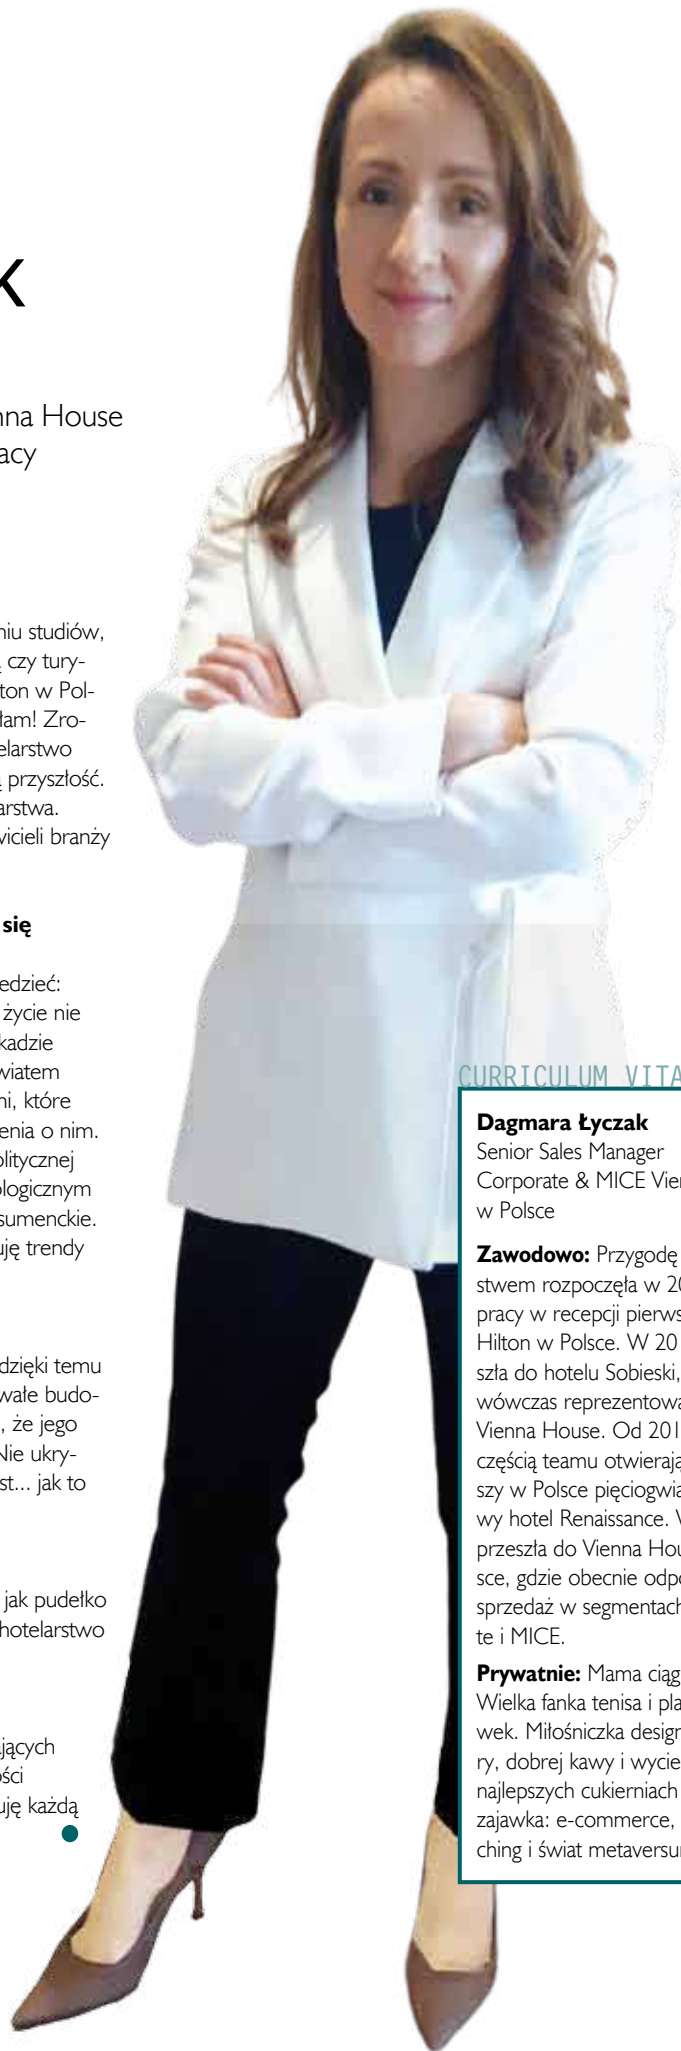 K
nna House
acy
niu studiów,
czy tury-
ton w Pol-
łam! Zro-
elarstwo
ą przyszłość.
arstwa.
vicieli branży
się
edzieć:
życie nie
kadzie
wiatem
ni, które
enia o nim.
olitycznej
ologicznym
sumenckie.
uję trendy
dzięki temu
wałe budo-
, że jego
Nie ukry-
st... jak to
jak pudełko
hotelarstwo
jących
ości
uję każdą
CURRICULUM VITA
Dagmara Łyczak
Senior Sales Manager
Corporate & MICE Vien
w Polsce
Zawodowo: Przygodę
stwem rozpoczęła w 20
pracy w recepcji pierws
Hilton w Polsce. W 201
szła do hotelu Sobieski,
wówczas reprezentowa
Vienna House. Od 201
częścią teamu otwierają
szy w Polsce pięciogwia
wy hotel Renaissance. W
przeszła do Vienna Hou
sce, gdzie obecnie odpo
sprzedaż w segmentach
te i MICE.
Prywatnie: Mama ciąg
Wielka fanka tenisa i pla
wek. Miłośniczka design
ry, dobrej kawy i wycie
najlepszych cukierniach
zajawka: e-commerce,
ching i świat metaversu